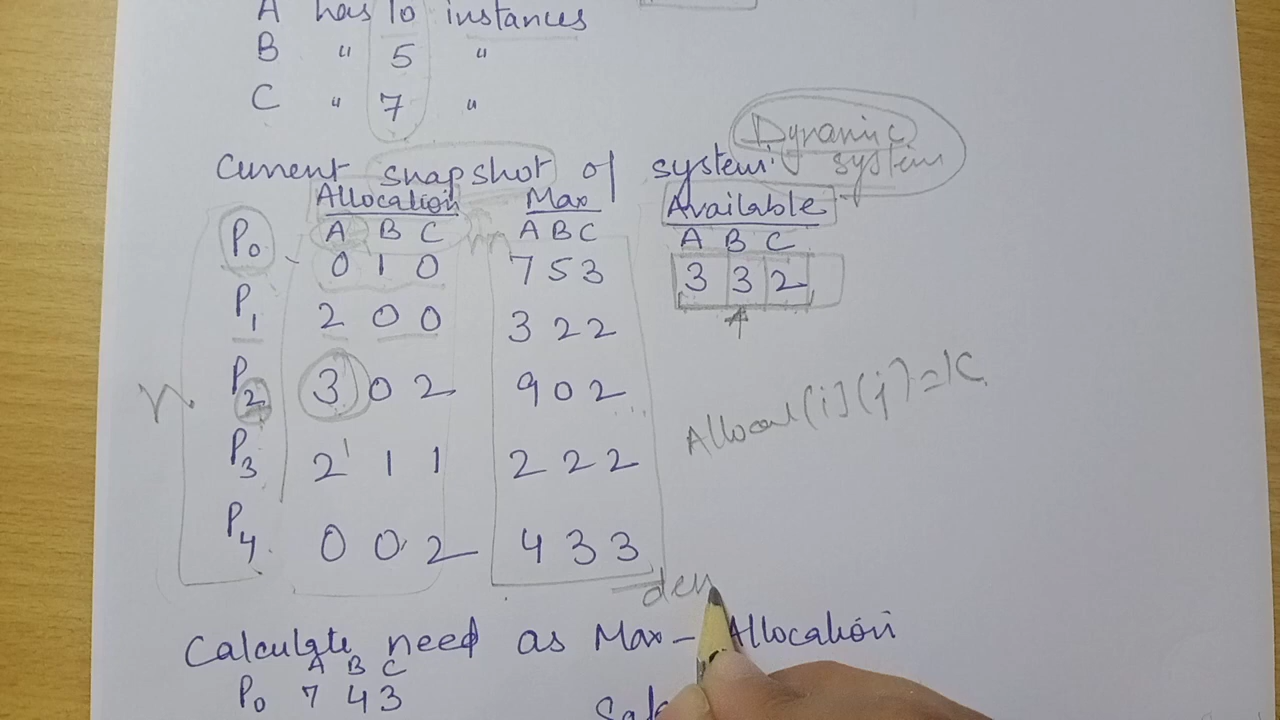 A has 10 instances
B " 5 "
C " 7 "
Dynamic
system
Current snapshot of system:
Allocation Max Available
P0 A B C m A B C A B C
0 1 0 7 5 3 3 3 2
P1 2 0 0 3 2 2
n P2 3 0 2 9 0 2
Allocat[i][j]=K
P3 2 1 1 2 2 2
P4 0 0 2 4 3 3
dem
Calculate need as Max - Allocation
A B C
P0 7 4 3